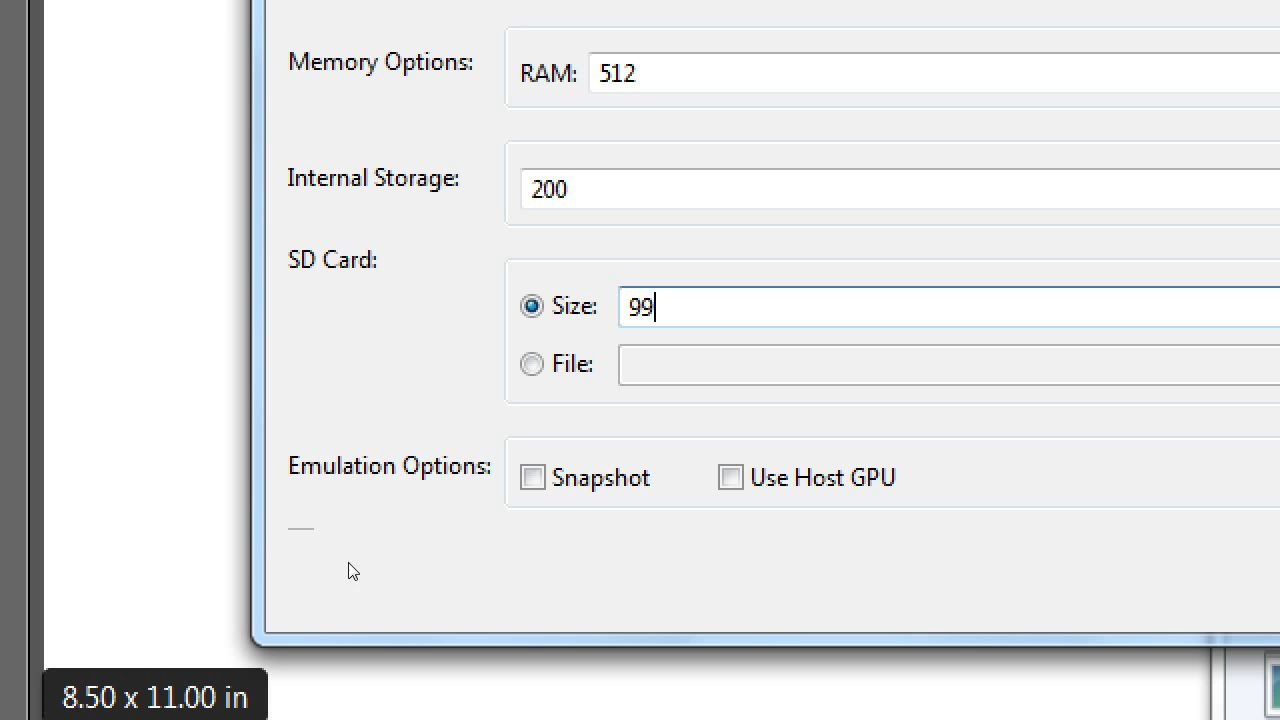 Memory Options:
RAM: 512
Internal Storage:
200
SD Card:
Size: 99
File:
Emulation Options:
Snapshot
Use Host GPU
8.50 x 11.00 in